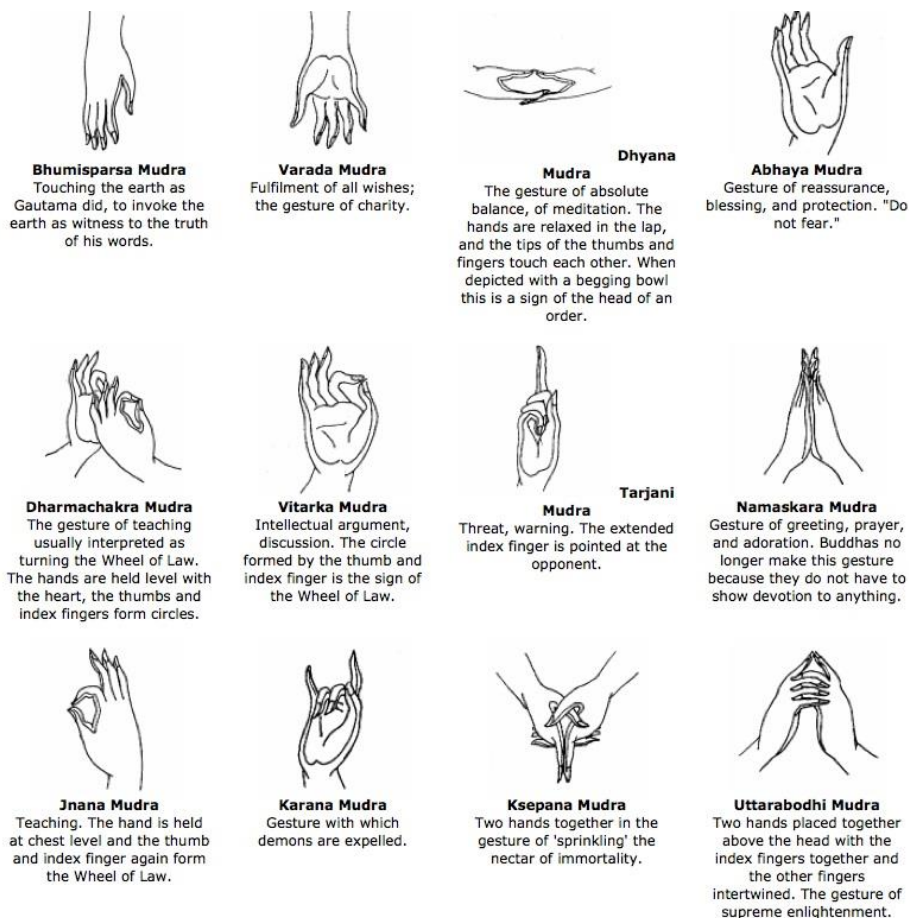 Bhumisparsa Mudra
Touching the earth as
Gautama did, to invoke the
earth as witness to the truth
of his words.
Varada Mudra
Fulfilment of all wishes;
the gesture of charity.
Dhyana
Mudra
The gesture of absolute
balance, of meditation. The
hands are relaxed in the lap,
and the tips of the thumbs and
fingers touch each other. When
depicted with a begging bowl
this is a sign of the head of an
order.
Abhaya Mudra
Gesture of reassurance,
blessing, and protection. "Do
not fear."
Dharmachakra Mudra
The gesture of teaching
usually interpreted as
turning the Wheel of Law.
The hands are held level with
the heart, the thumbs and
index fingers form circles.
Vitarka Mudra
Intellectual argument,
discussion. The circle
formed by the thumb and
index finger is the sign of
the Wheel of Law.
Tarjani
Mudra
Threat, warning. The extended
index finger is pointed at the
opponent.
Namaskara Mudra
Gesture of greeting, prayer,
and adoration. Buddhas no
longer make this gesture
because they do not have to
show devotion to anything.
Jnana Mudra
Teaching. The hand is held
at chest level and the thumb
and index finger again form
the Wheel of Law.
Karana Mudra
Gesture with which
demons are expelled.
Ksepana Mudra
Two hands together in the
gesture of 'sprinkling' the
nectar of immortality.
Uttarabodhi Mudra
Two hands placed together
above the head with the
index fingers together and
the other fingers
intertwined. The gesture of
supreme enlightenment.